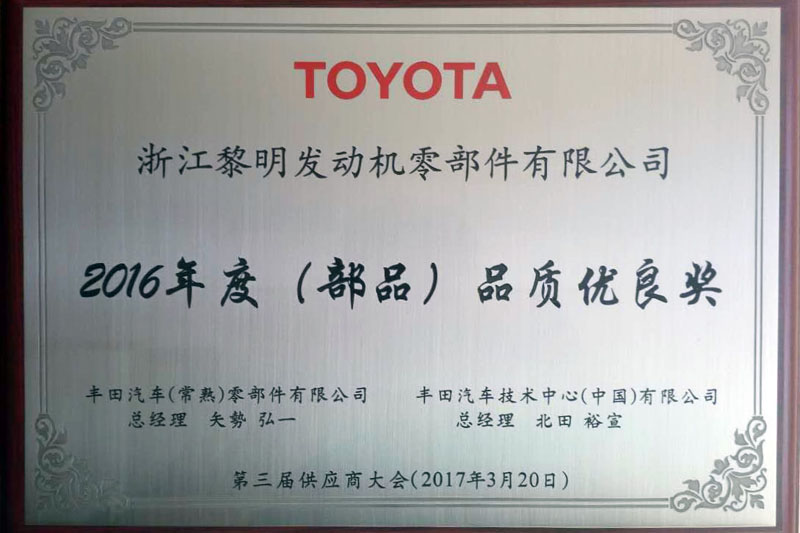 TOYOTA
浙江黎明发动机零部件有限公司
2016年度（部品）品质优良奖
丰田汽车(常熟)零部件有限公司 丰田汽车技术中心(中国)有限公司
总经理 矢勢 弘一 总经理 北田 裕宣
第三届供应商大会(2017年3月20日)